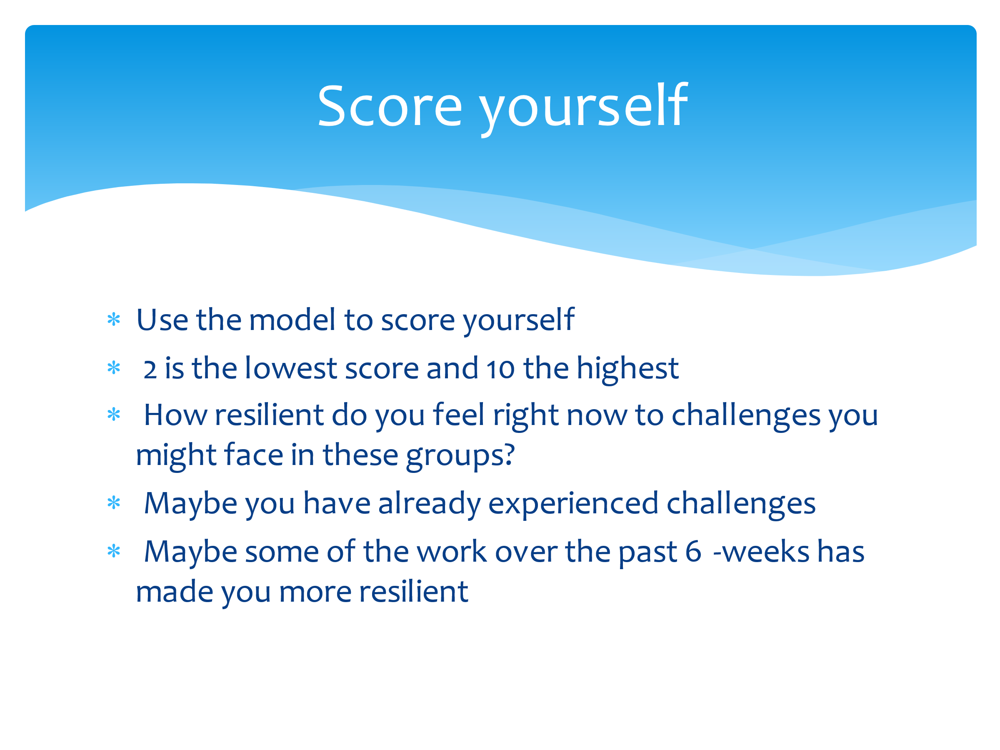 Score yourself
* Use the model to score yourself
* 2 is the lowest score and 10 the highest
* How resilient do you feel right now to challenges you
might face in these groups?
* Maybe you have already experienced challenges
* Maybe some of the work over the past 6 -weeks has
made you more resilient